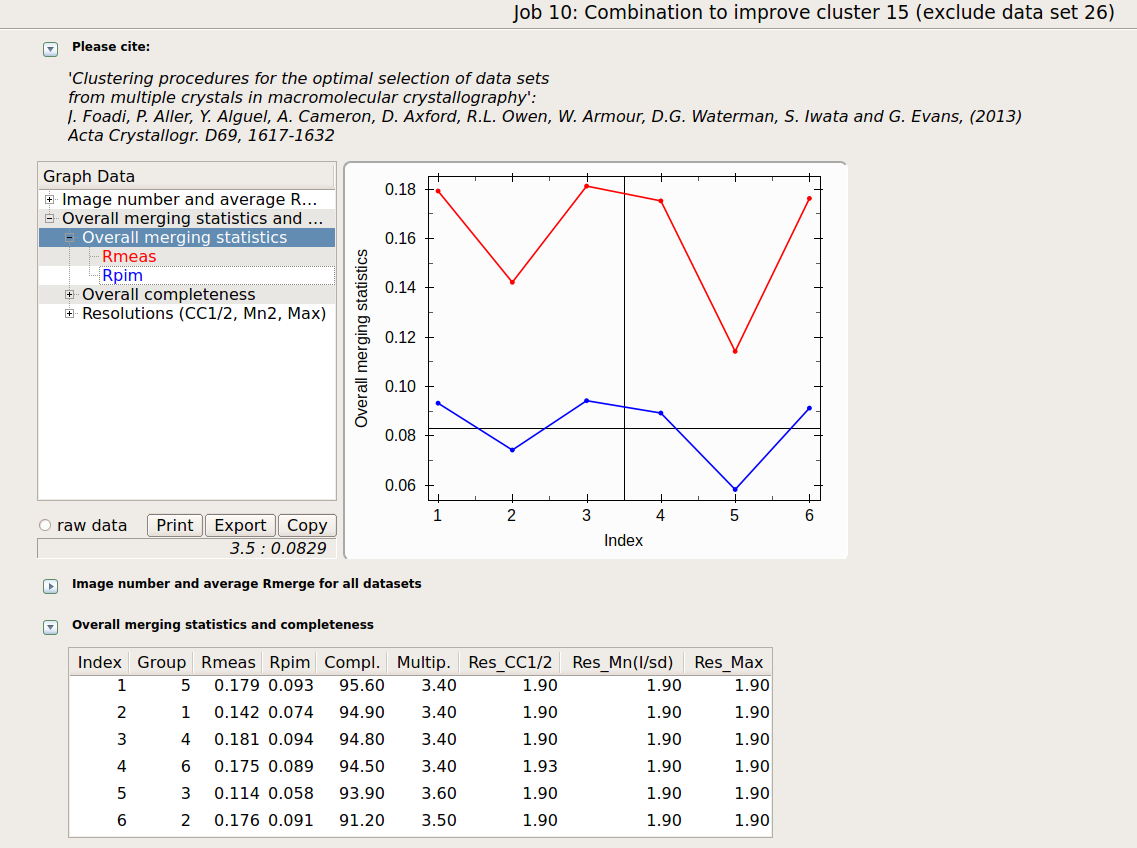 Job 10: Combination to improve cluster 15 (exclude data set 26)
Please cite:
'Clustering procedures for the optimal selection of data sets
from multiple crystals in macromolecular crystallography':
J. Foadi, P. Aller, Y. Alguel, A. Cameron, D. Axford, R.L. Owen, W. Armour, D.G. Waterman, S. Iwata and G. Evans, (2013)
Acta Crystallogr. D69, 1617-1632
Graph Data
Image number and average R...
Overall merging statistics and ...
Overall merging statistics
Rmeas
Rpim
Overall completeness
Resolutions (CC1/2, Mn2, Max)
raw data Print Export Copy
3.5 : 0.0829
Overall merging statistics
0.18
0.16
0.14
0.12
0.10
0.08
0.06
1 2 3 4 5 6
Index
Image number and average Rmerge for all datasets
Overall merging statistics and completeness
Index Group Rmeas Rpim Compl. Multip. Res_CC1/2 Res_Mn(I/sd) Res_Max
1 5 0.179 0.093 95.60 3.40 1.90 1.90 1.90
2 1 0.142 0.074 94.90 3.40 1.90 1.90 1.90
3 4 0.181 0.094 94.80 3.40 1.90 1.90 1.90
4 6 0.175 0.089 94.50 3.40 1.93 1.90 1.90
5 3 0.114 0.058 93.90 3.60 1.90 1.90 1.90
6 2 0.176 0.091 91.20 3.50 1.90 1.90 1.90